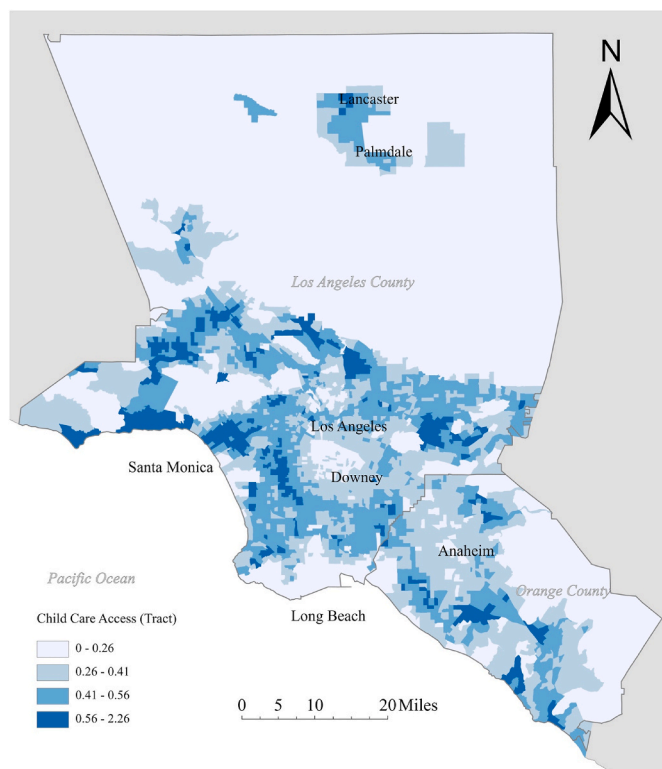 N
Lancaster
Palmdale
Los Angeles County
Los Angeles
Santa Monica
Downey
Anaheim
Pacific Ocean
Orange County
Long Beach
Child Care Access (Tract)
0 - 0.26
0.26 - 0.41
0.41 - 0.56
0.56 - 2.26
0 5 10 20 Miles